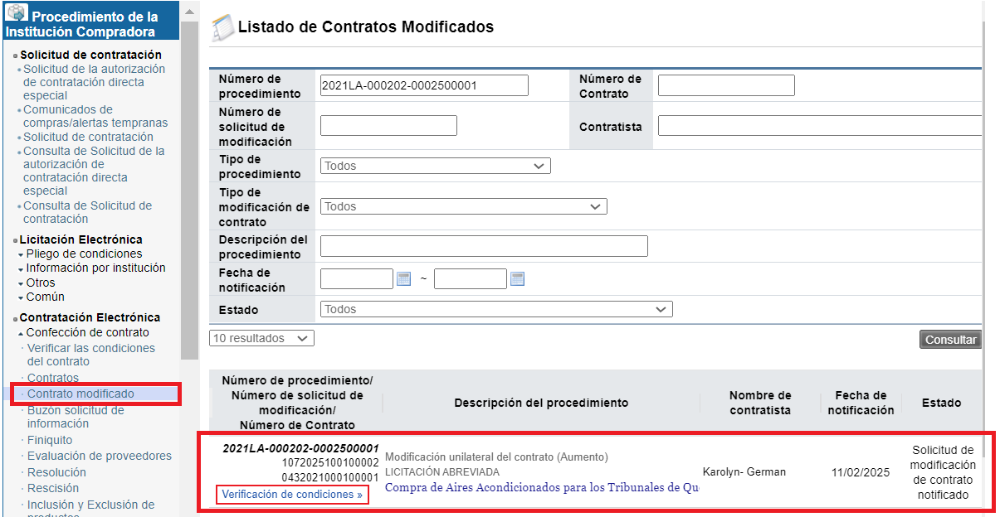 Procedimiento de la
Institución Compradora
Solicitud de contratación
Solicitud de la autorización
de contratación directa
especial
Comunicados de
compras/alertas tempranas
Solicitud de contratación
Consulta de Solicitud de la
autorización de
contratación directa
especial
Consulta de Solicitud de
contratación
Licitación Electrónica
Pliego de condiciones
Información por institución
Otros
Común
Contratación Electrónica
Confección de contrato
Verificar las condiciones
del contrato
Contratos
Contrato modificado
Buzón solicitud de
información
Finiquito
Evaluación de proveedores
Resolución
Rescisión
Inclusión y Exclusión de
productos
Listado de Contratos Modificados
Número de
procedimiento
2021LA-000202-0002500001
Número de
Contrato
Número de
solicitud de
modificación
Contratista
Tipo de
procedimiento
Todos
Tipo de
modificación de
contrato
Todos
Descripción del
procedimiento
Fecha de
notificación
~
Estado
Todos
10 resultados
Consultar
Número de procedimiento/
Número de solicitud de
modificación/
Número de Contrato
Descripción del procedimiento
Nombre de
contratista
Fecha de
notificación
Estado
2021LA-000202-0002500001
1072025100100002
0432021000100001
Verificación de condiciones »
Modificación unilateral del contrato (Aumento)
LICITACIÓN ABREVIADA
Compra de Aires Acondicionados para los Tribunales de Qu
Karolyn- German
11/02/2025
Solicitud de
modificación
de contrato
notificado